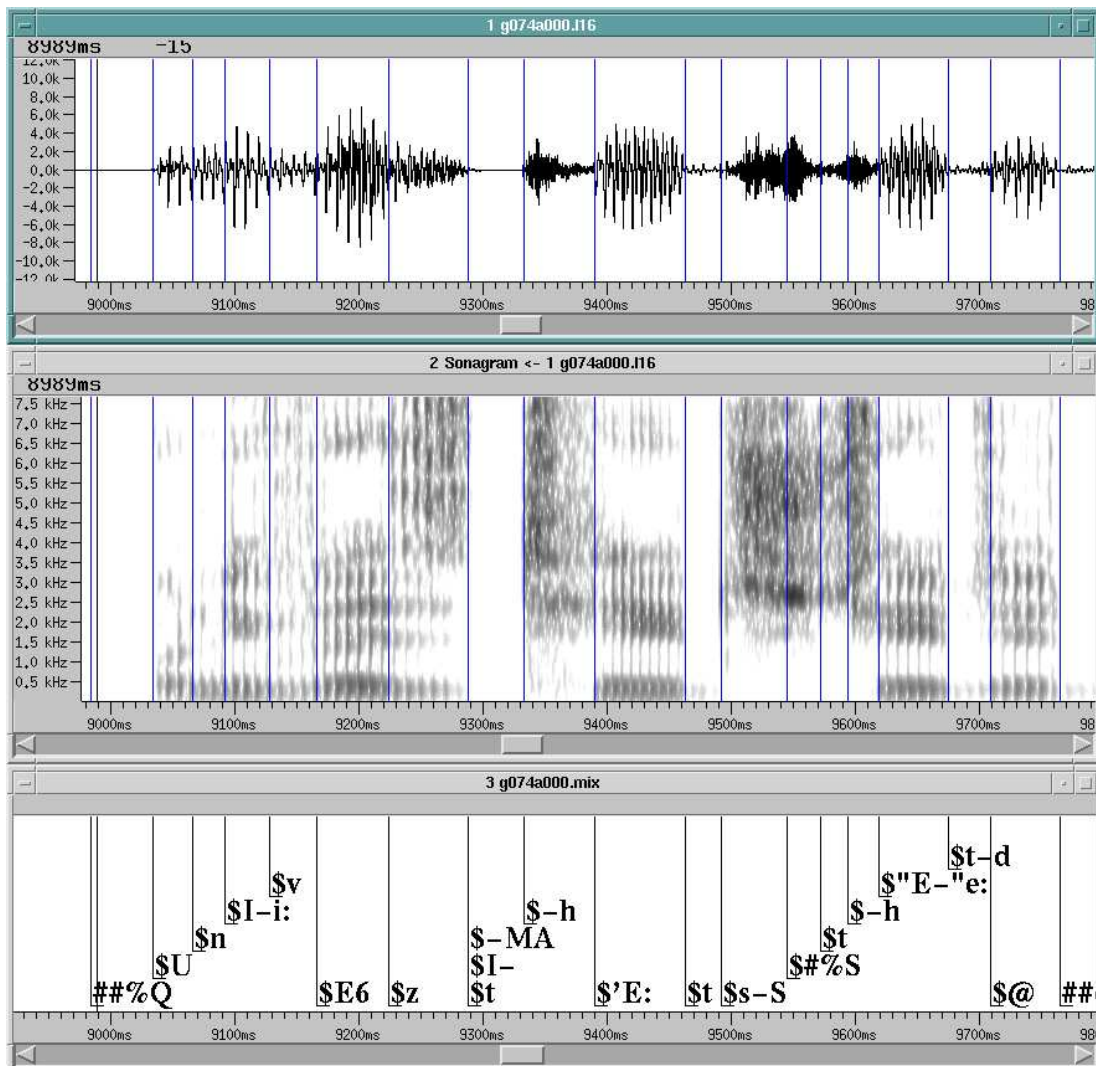 1 g074a000.l16
8989ms -15
12.0k
10.0k
8.0k
6.0k
4.0k
2.0k
0.0k
-2.0k
-4.0k
-6.0k
-8.0k
-10.0k
-12.0k
9000ms 9100ms 9200ms 9300ms 9400ms 9500ms 9600ms 9700ms 980
2 Sonagram <- 1 g074a000.l16
8989ms
7.5 kHz
7.0 kHz
6.5 kHz
6.0 kHz
5.5 kHz
5.0 kHz
4.5 kHz
4.0 kHz
3.5 kHz
3.0 kHz
2.5 kHz
2.0 kHz
1.5 kHz
1.0 kHz
0.5 kHz
9000ms 9100ms 9200ms 9300ms 9400ms 9500ms 9600ms 9700ms 980
3 g074a000.mix
$t-d
$v $"E-"e:
$I-i: $-h $-h
$n $-MA $t
$U $I- $#%S
##%Q $E6 $z $t $'E: $t $s-S $@ ##
9000ms 9100ms 9200ms 9300ms 9400ms 9500ms 9600ms 9700ms 980